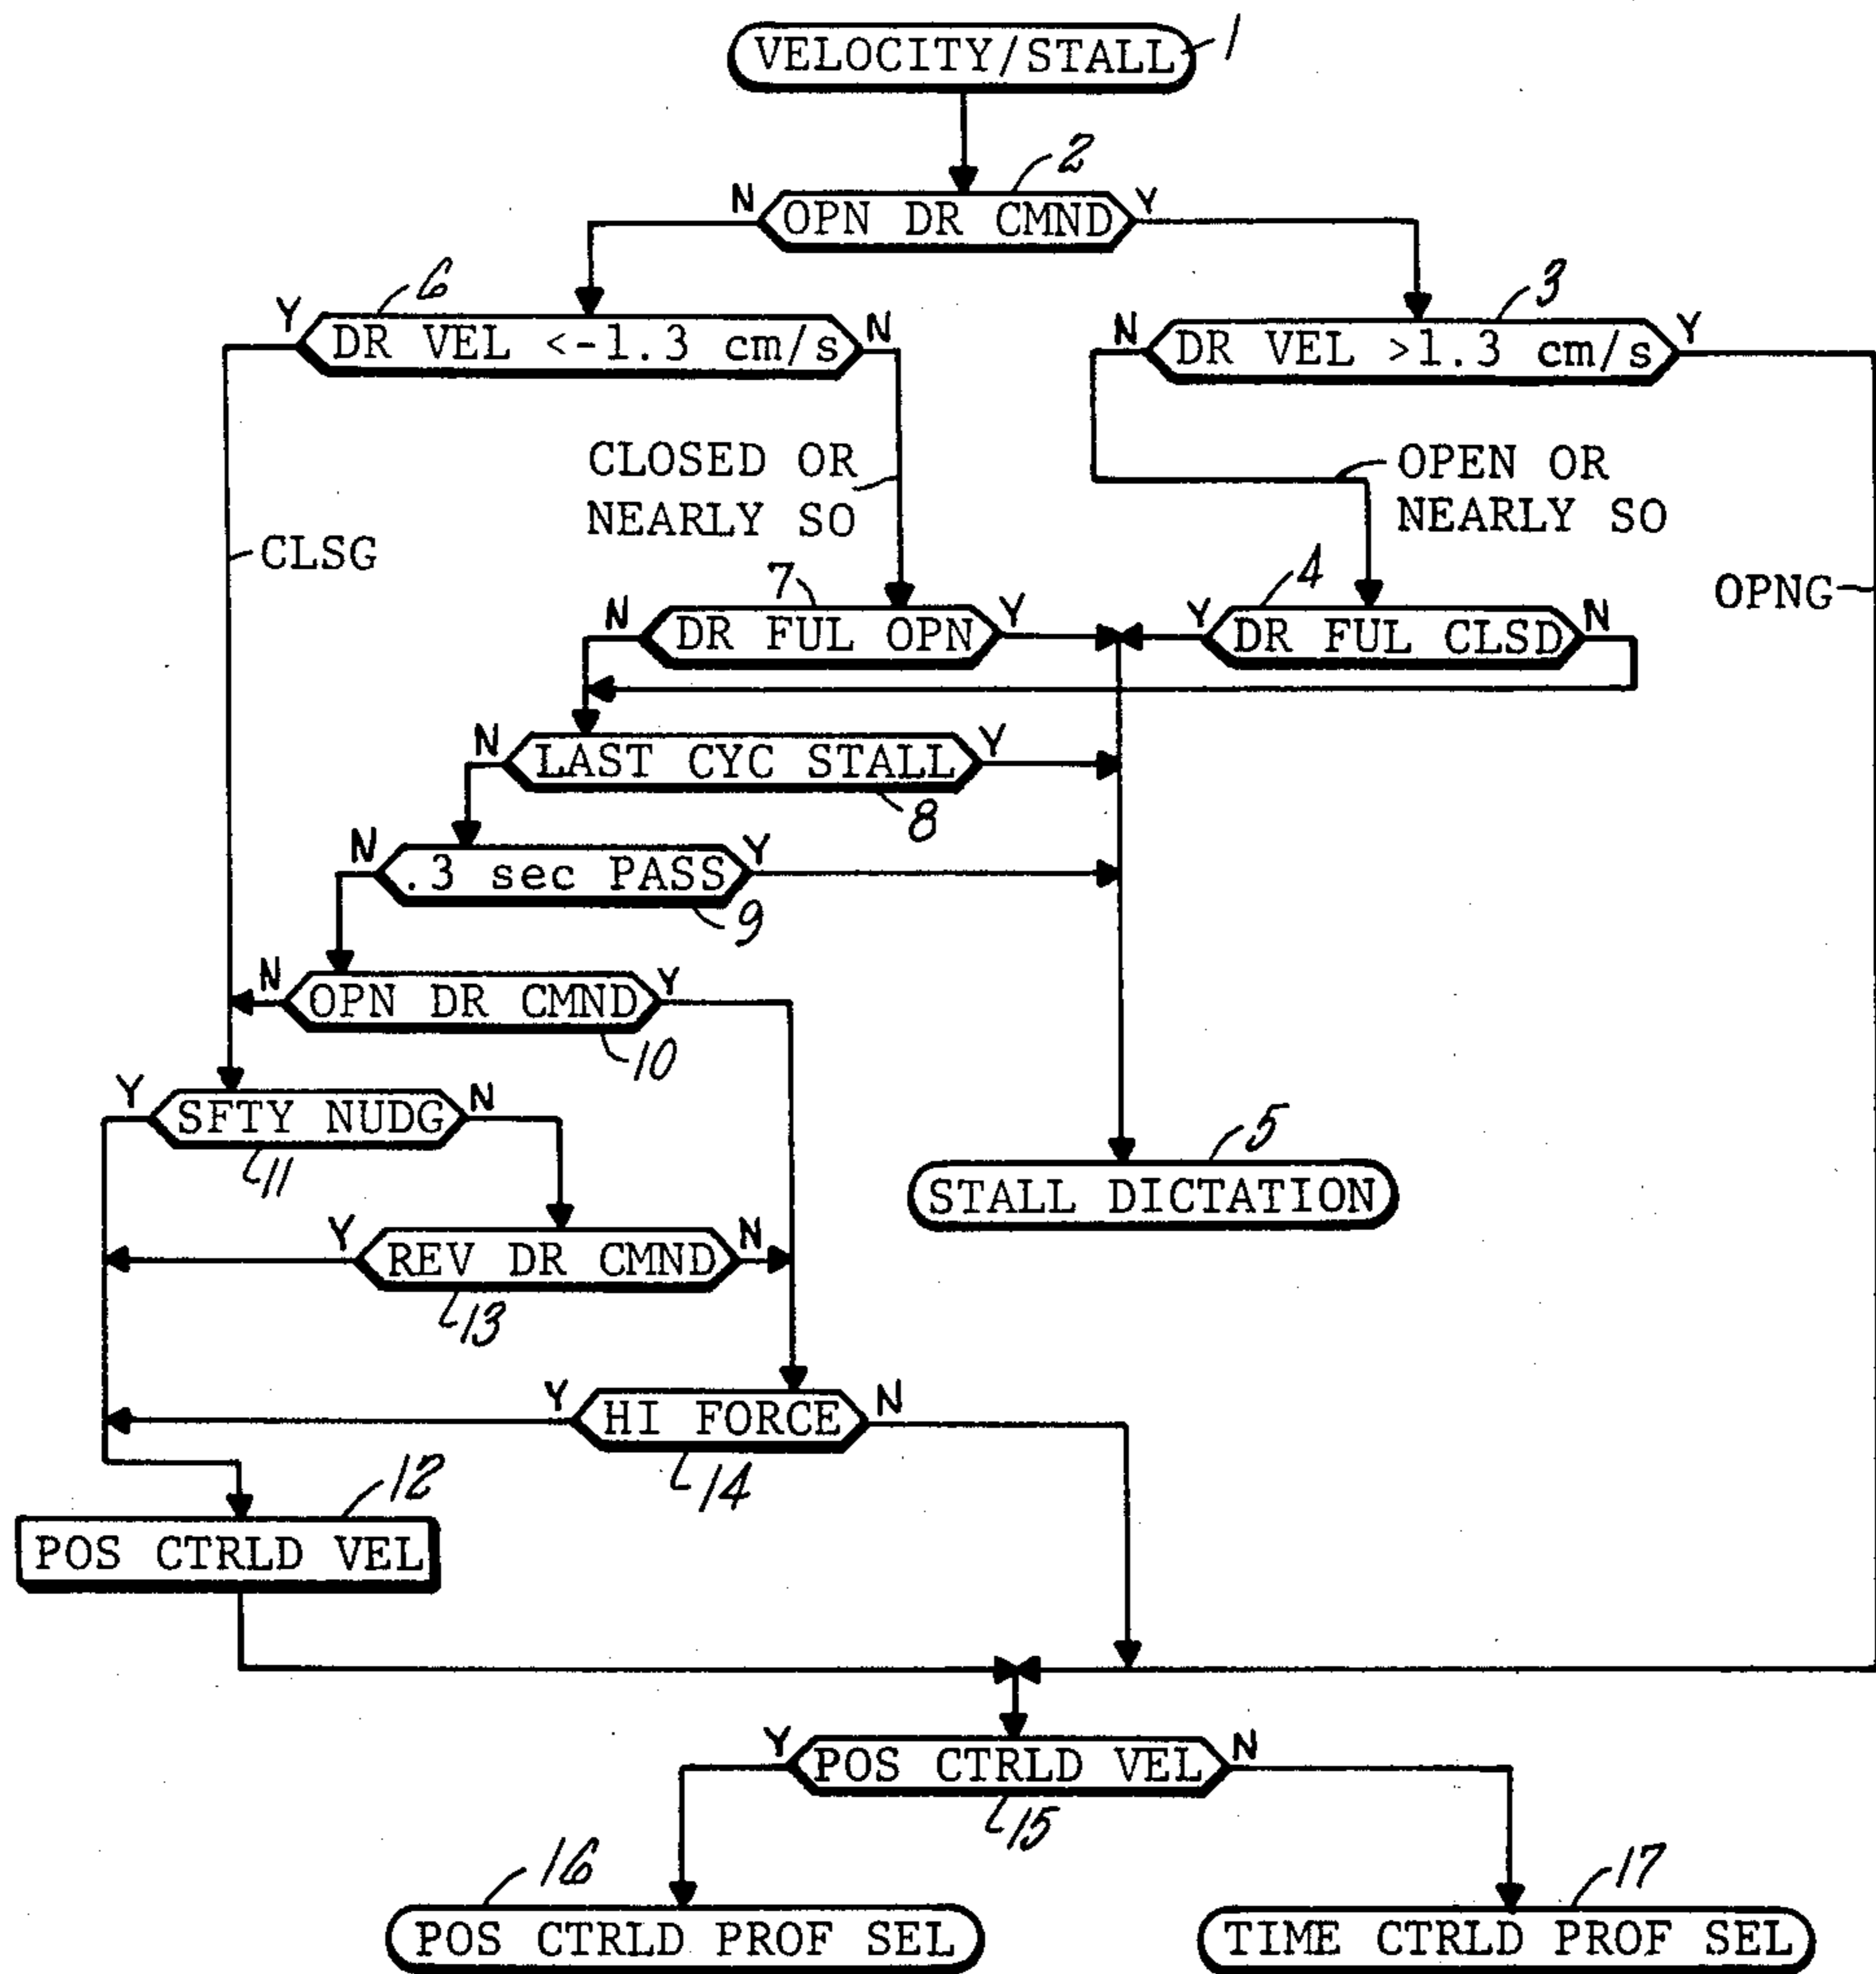 VELOCITY/STALL 1
2
N OPN DR CMND Y
6
3
Y DR VEL <-1.3 cm/s N
N DR VEL >1.3 cm/s Y
CLOSED OR
NEARLY SO
OPEN OR
NEARLY SO
CLSG
OPNG
7
4
N DR FUL OPN Y
Y DR FUL CLSD N
N LAST CYC STALL Y
8
N .3 sec PASS Y
9
N OPN DR CMND Y
10
Y SFTY NUDG N
11
5
STALL DICTATION
Y REV DR CMND N
13
Y HI FORCE N
14
12
POS CTRLD VEL
Y POS CTRLD VEL N
15
16
17
POS CTRLD PROF SEL
TIME CTRLD PROF SEL